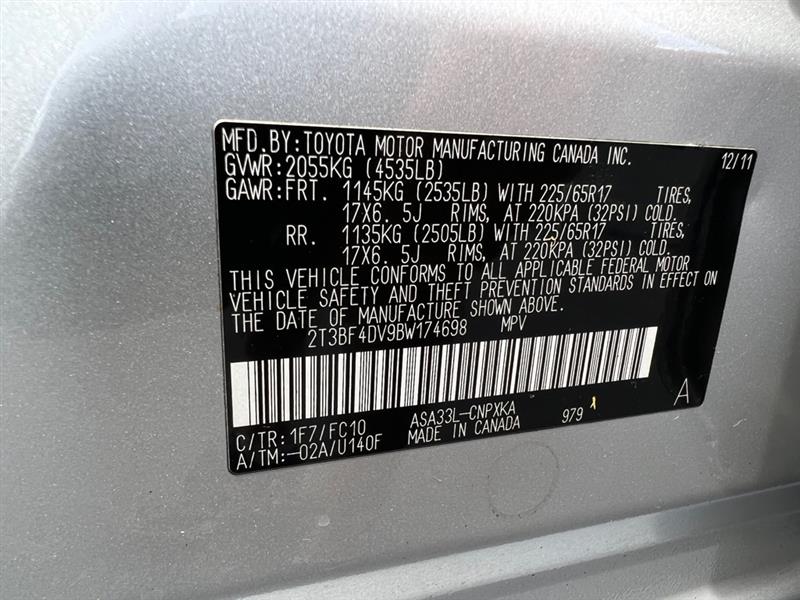 MFD.BY:TOYOTA MOTOR MANUFACTURING CANADA INC. 12/11
GVWR:2055KG (4535LB)
GAWR:FRT. 1145KG (2535LB) WITH 225/65R17 TIRES,
17X6. 5J RIMS, AT 220KPA (32PSI) COLD.
RR. 1135KG (2505LB) WITH 225/65R17 TIRES,
17X6. 5J RIMS, AT 220KPA (32PSI) COLD.
THIS VEHICLE CONFORMS TO ALL APPLICABLE FEDERAL MOTOR
VEHICLE SAFETY AND THEFT PREVENTION STANDARDS IN EFFECT ON
THE DATE OF MANUFACTURE SHOWN ABOVE.
2T3BF4DV9BW174698 MPV
C/TR:1F7/FC10 ASA33L-CNPXKA 979 A
A/TM:-02A/U140F MADE IN CANADA